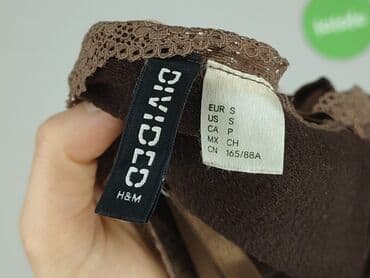 DIVIDED
H&M
EUR S
US S
CA P
MX CH
CN 165/88A